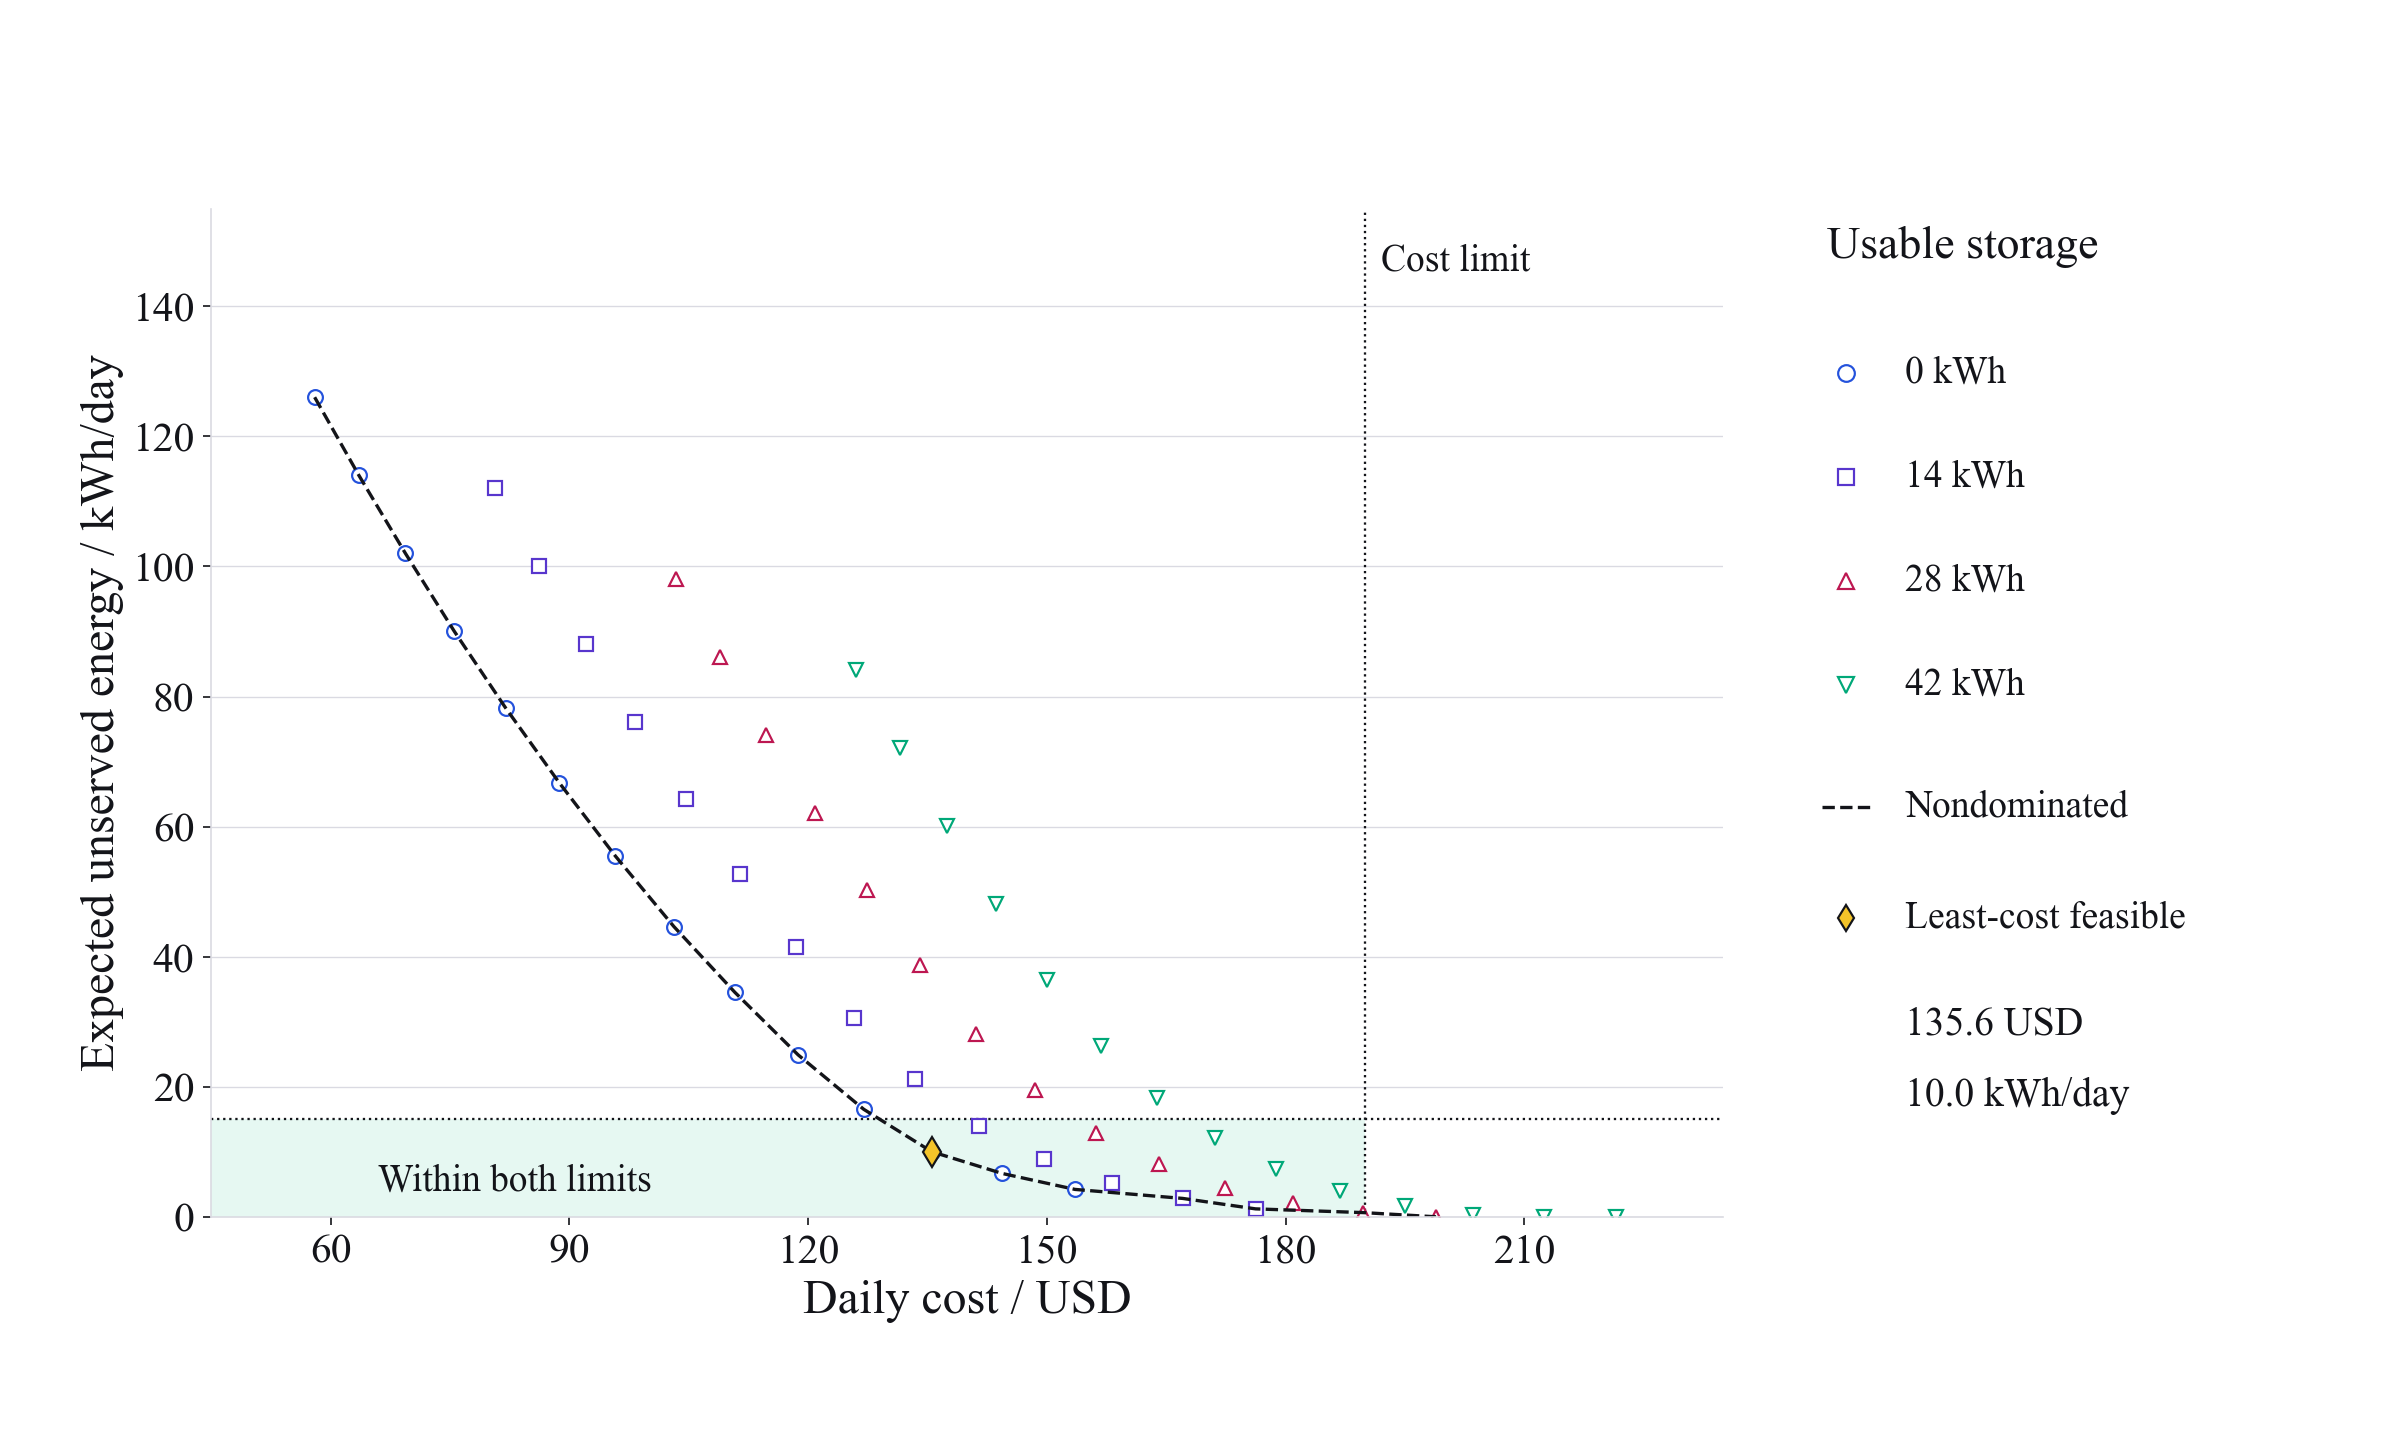 Cost limit
Usable storage
140
120
100
80
60
40
20
0
Expected unserved energy / kWh/day
0 kWh
14 kWh
28 kWh
42 kWh
Nondominated
Least-cost feasible
135.6 USD
10.0 kWh/day
Within both limits
60
90
120
150
180
210
Daily cost / USD